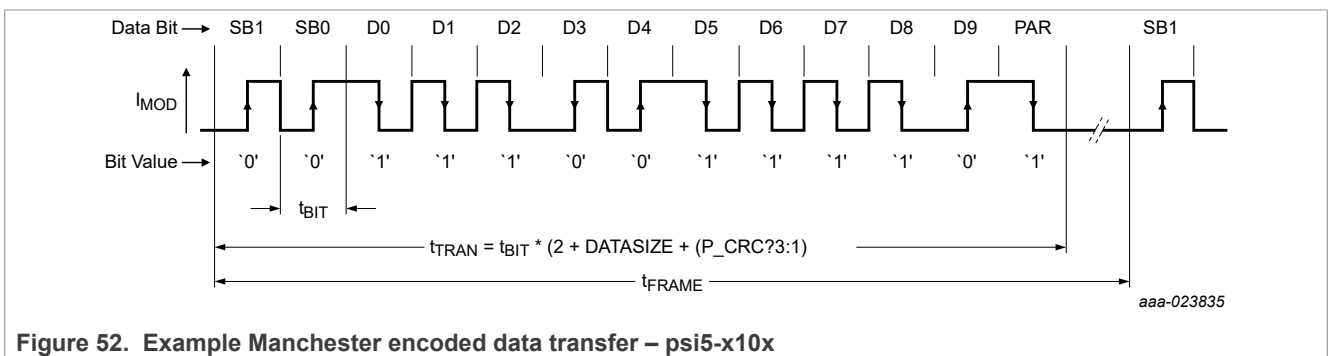 Data Bit → SB1 SB0 D0 D1 D2 D3 D4 D5 D6 D7 D8 D9 PAR SB1
IMOD
Bit Value → `0' `0' `1' `1' `1' `0' `0' `1' `1' `1' `1' `0' `1'
tBIT
tTRAN = tBIT * (2 + DATASIZE + (P_CRC?3:1)
tFRAME
aaa-023835
Figure 52. Example Manchester encoded data transfer – psi5-x10x